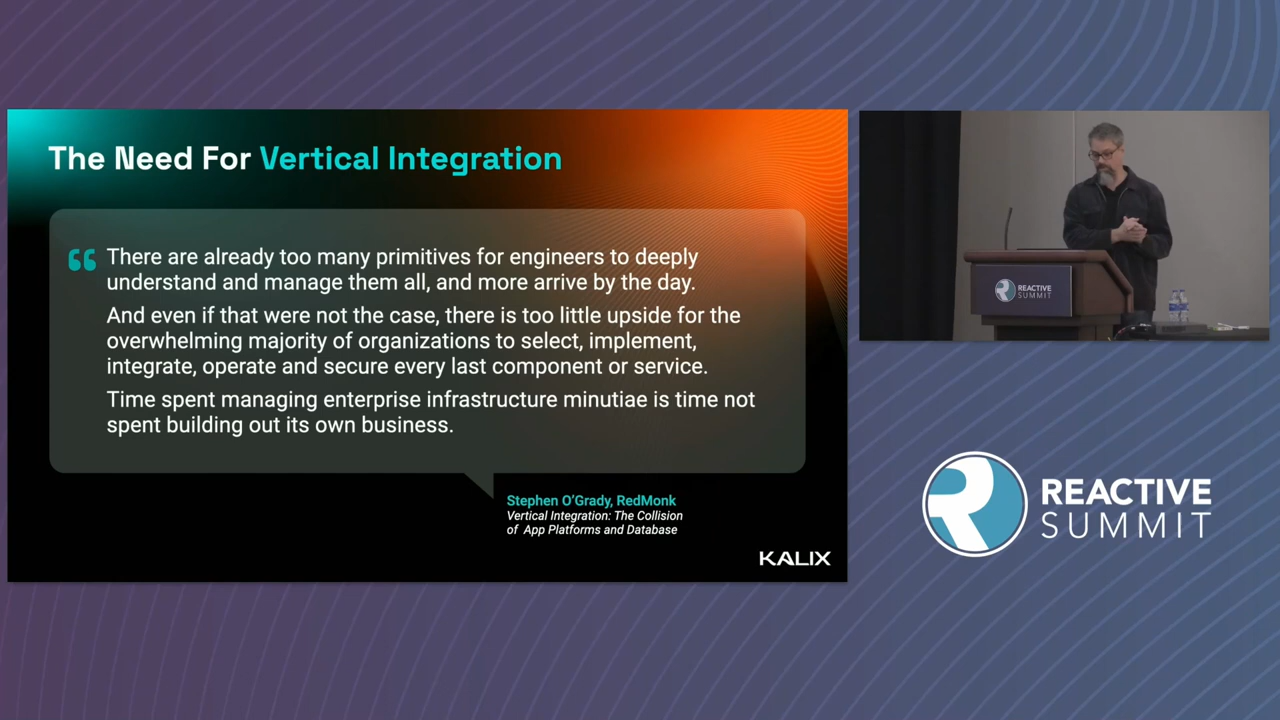 The Need For Vertical Integration
“ There are already too many primitives for engineers to deeply
understand and manage them all, and more arrive by the day.
And even if that were not the case, there is too little upside for the
overwhelming majority of organizations to select, implement,
integrate, operate and secure every last component or service.
Time spent managing enterprise infrastructure minutiae is time not
spent building out its own business.
Stephen O’Grady, RedMonk
Vertical Integration: The Collision
of App Platforms and Database
KALIX
REACTIVE
SUMMIT
REACTIVE
SUMMIT